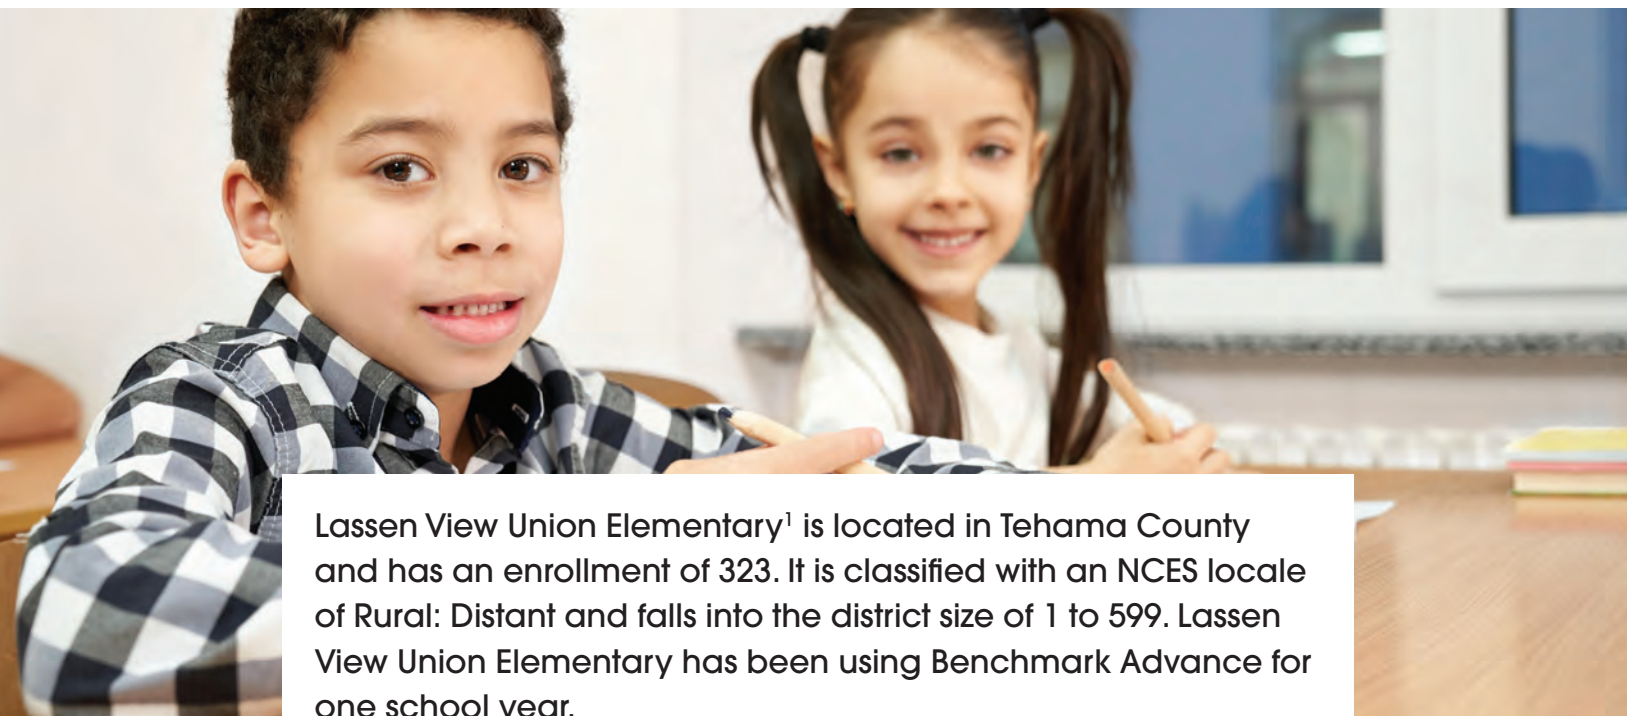 Lassen View Union Elementary¹ is located in Tehama County
and has an enrollment of 323. It is classified with an NCES locale
of Rural: Distant and falls into the district size of 1 to 599. Lassen
View Union Elementary has been using Benchmark Advance for
one school year.